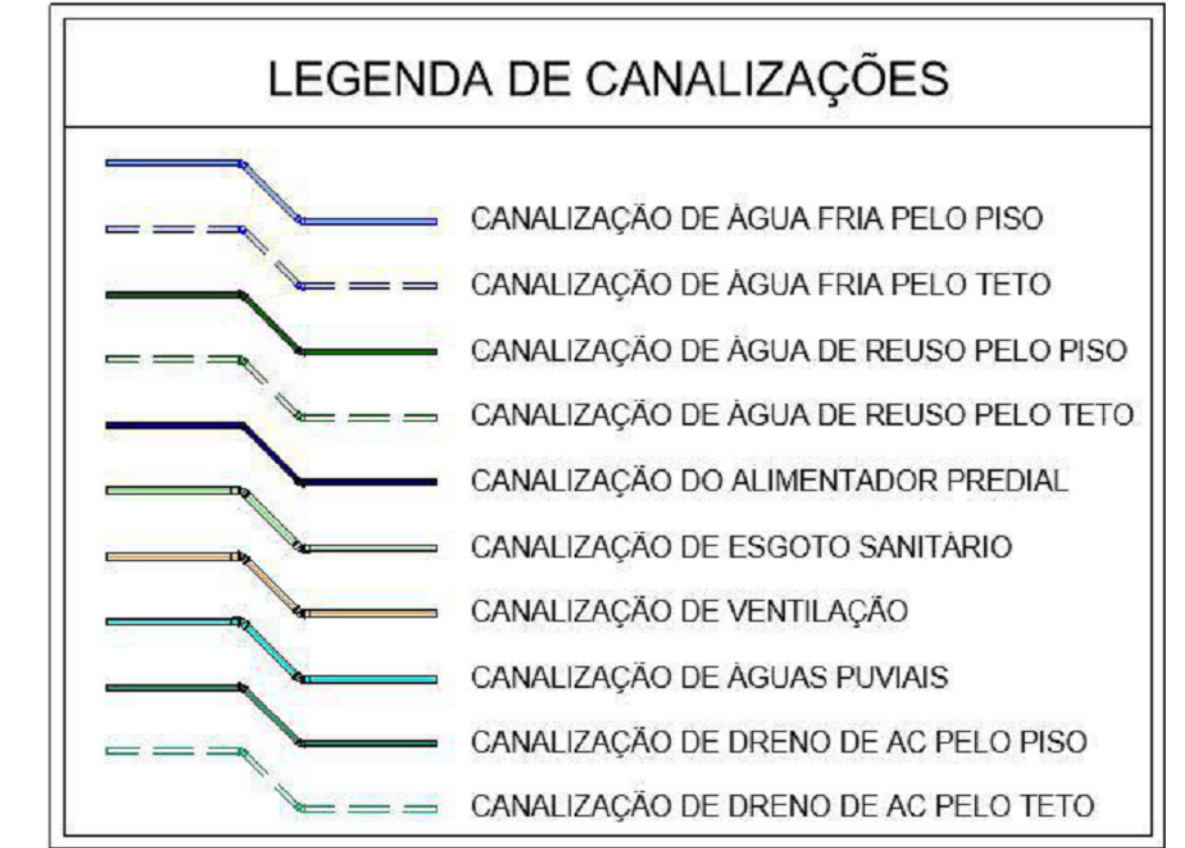 LEGENDA DE CANALIZAÇÕES
CANALIZAÇÃO DE ÁGUA FRIA PELO PISO
CANALIZAÇÃO DE ÁGUA FRIA PELO TETO
CANALIZAÇÃO DE ÁGUA DE REUSO PELO PISO
CANALIZAÇÃO DE ÁGUA DE REUSO PELO TETO
CANALIZAÇÃO DO ALIMENTADOR PREDIAL
CANALIZAÇÃO DE ESGOTO SANITÁRIO
CANALIZAÇÃO DE VENTILAÇÃO
CANALIZAÇÃO DE ÁGUAS PUVIAIS
CANALIZAÇÃO DE DRENO DE AC PELO PISO
CANALIZAÇÃO DE DRENO DE AC PELO TETO